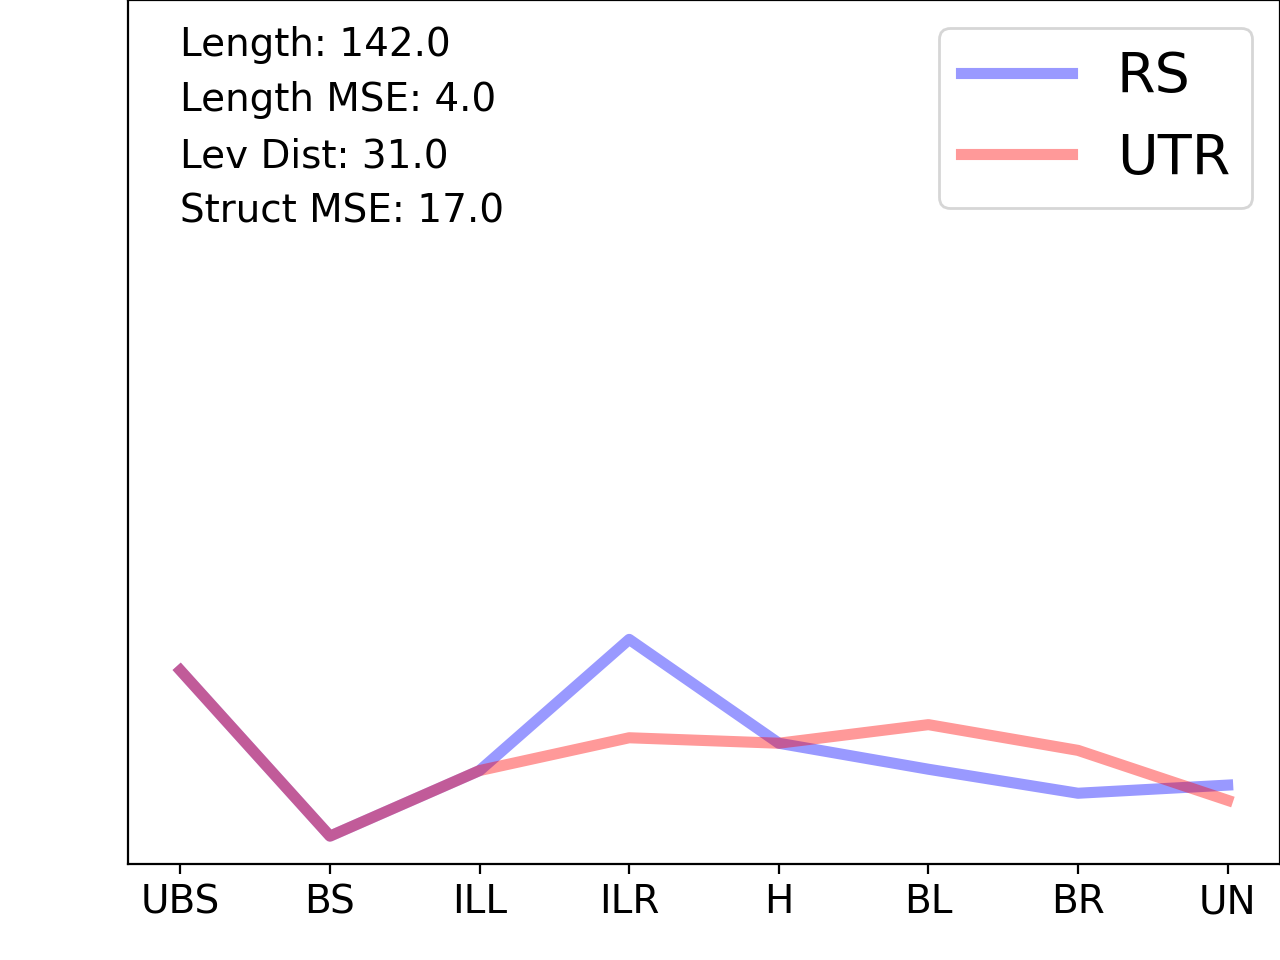 Length: 142.0
Length MSE: 4.0
Lev Dist: 31.0
Struct MSE: 17.0
RS
UTR
UBS BS ILL ILR H BL BR UN